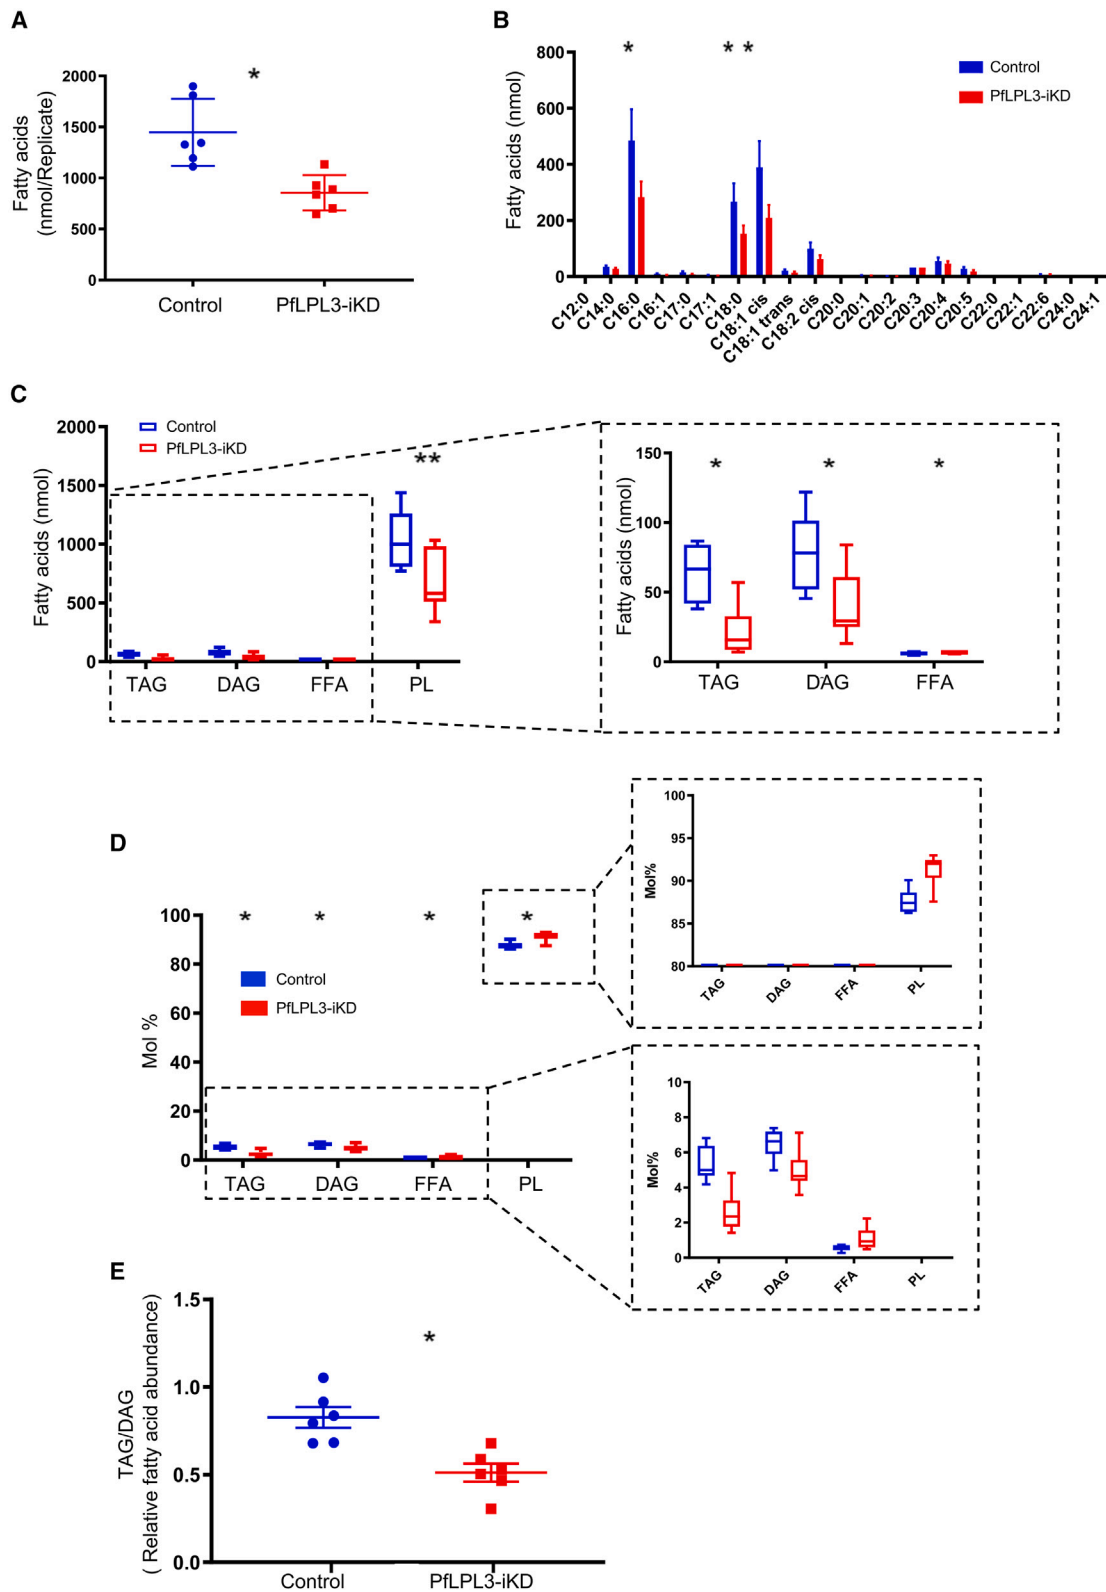 A
Fatty acids
(nmol/Replicate)
2000
1500
1000
500
0
*
Control
PfLPL3-iKD
B
Fatty acids (nmol)
800
600
400
200
0
*
* *
Control
PfLPL3-iKD
C12:0
C14:0
C16:0
C16:1
C17:0
C17:1
C18:0
C18:1 cis
C18:1 trans
C18:2 cis
C20:0
C20:1
C20:2
C20:3
C20:4
C20:5
C22:0
C22:1
C22:6
C24:0
C24:1
C
Fatty acids (nmol)
2000
1500
1000
500
0
Control
PfLPL3-iKD
**
TAG
DAG
FFA
PL
Fatty acids (nmol)
150
100
50
0
*
*
*
TAG
DAG
FFA
D
Mol %
100
80
60
40
20
0
*
*
*
*
Control
PfLPL3-iKD
TAG
DAG
FFA
PL
Mol%
100
95
90
85
80
TAG
DAG
FFA
PL
Mol%
10
8
6
4
2
0
TAG
DAG
FFA
PL
E
TAG/DAG
( Relative fatty acid abundance)
1.5
1.0
0.5
0.0
*
Control
PfLPL3-iKD